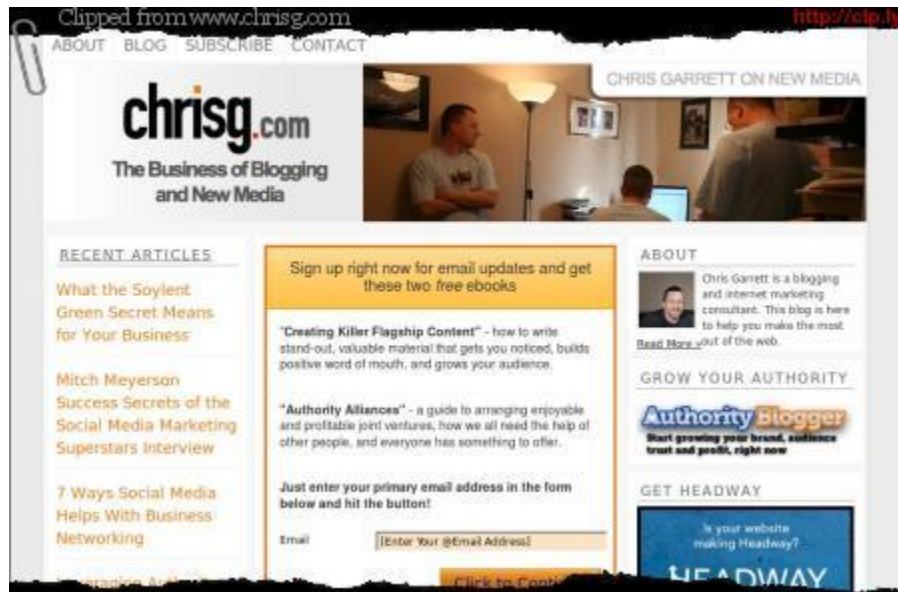 Clipped from www.chrisg.com
ABOUT BLOG SUBSCRIBE CONTACT
CHRIS GARRETT ON NEW MEDIA
chrisg.com
The Business of Blogging
and New Media
RECENT ARTICLES
What the Soylent
Green Secret Means
for Your Business
Mitch Meyerson
Success Secrets of the
Social Media Marketing
Superstars Interview
7 Ways Social Media
Helps With Business
Networking
Sign up right now for email updates and get
these two free ebooks
"Creating Killer Flagship Content" - how to write
stand-out, valuable material that gets you noticed, builds
positive word of mouth, and grows your audience.
"Authority Alliances" - a guide to arranging enjoyable
and profitable joint ventures, how we all need the help of
other people, and everyone has something to offer.
Just enter your primary email address in the form
below and hit the button!
Email [Enter Your @Email Address]
Click to
ABOUT
Chris Garrett is a blogging
and internet marketing
consultant. This blog is here
to help you make the most
out of the web.
Read More »
GROW YOUR AUTHORITY
Authority Blogger
Start growing your brand, audience
trust and profit, right now
GET HEADWAY
Is your website
making Headway?
HEADWAY